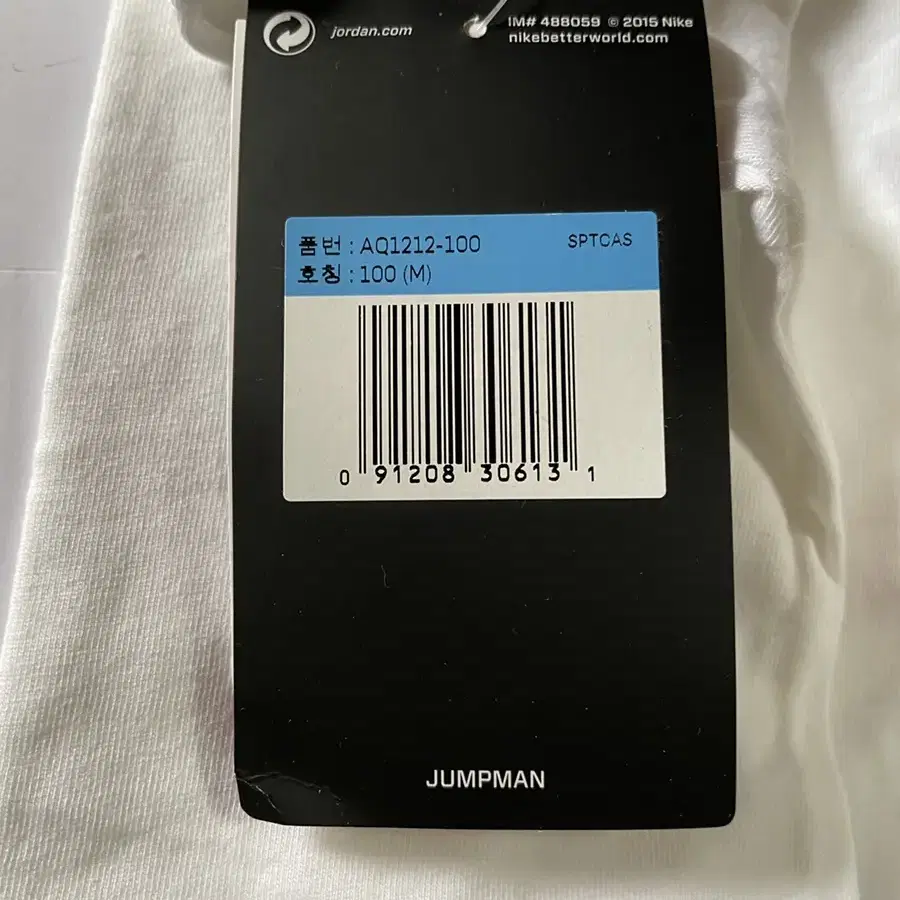 jordan.com
IM# 488059 © 2015 Nike
nikebetterworld.com
품번 : AQ1212-100 SPTCAS
호칭 : 100 (M)
0 91208 30613 1
JUMPMAN